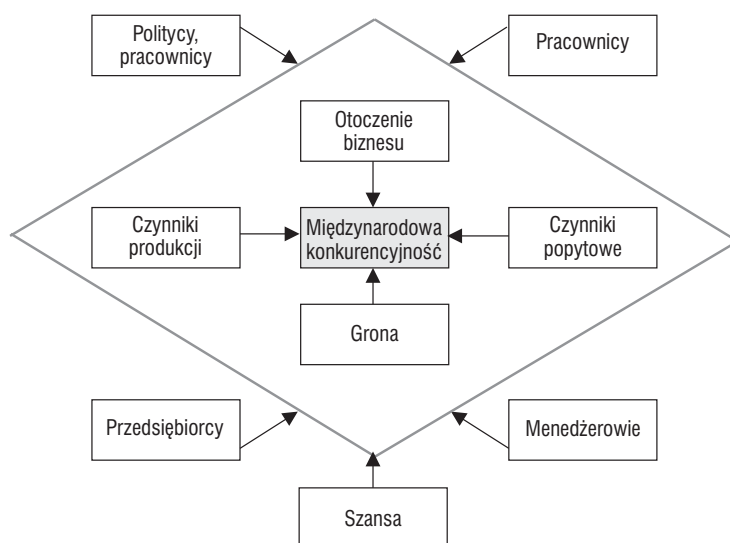 Politycy,
pracownicy
Pracownicy
Otoczenie
biznesu
Czynniki
produkcji
Międzynarodowa
konkurencyjność
Czynniki
popytowe
Grona
Przedsiębiorcy
Menedżerowie
Szansa